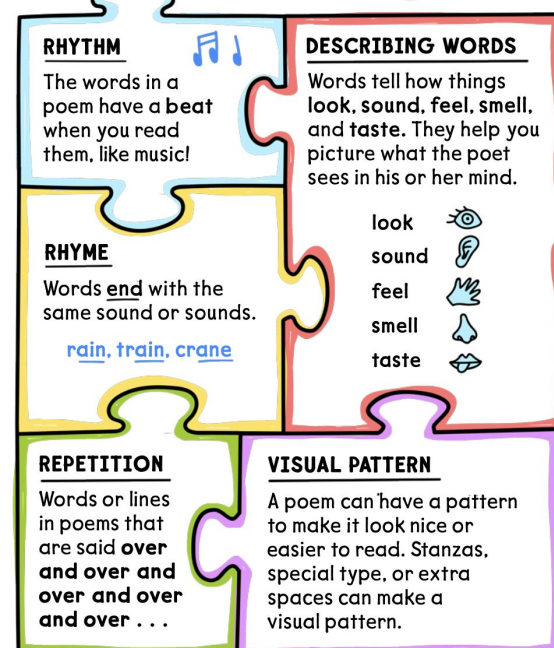 RHYTHM
The words in a
poem have a beat
when you read
them, like music!
DESCRIBING WORDS
Words tell how things
look, sound, feel, smell,
and taste. They help you
picture what the poet
sees in his or her mind.
look
sound
feel
smell
taste
RHYME
Words end with the
same sound or sounds.
rain, train, crane
REPETITION
Words or lines
in poems that
are said over
and over and
over and over
and over . . .
VISUAL PATTERN
A poem can have a pattern
to make it look nice or
easier to read. Stanzas,
special type, or extra
spaces can make a
visual pattern.